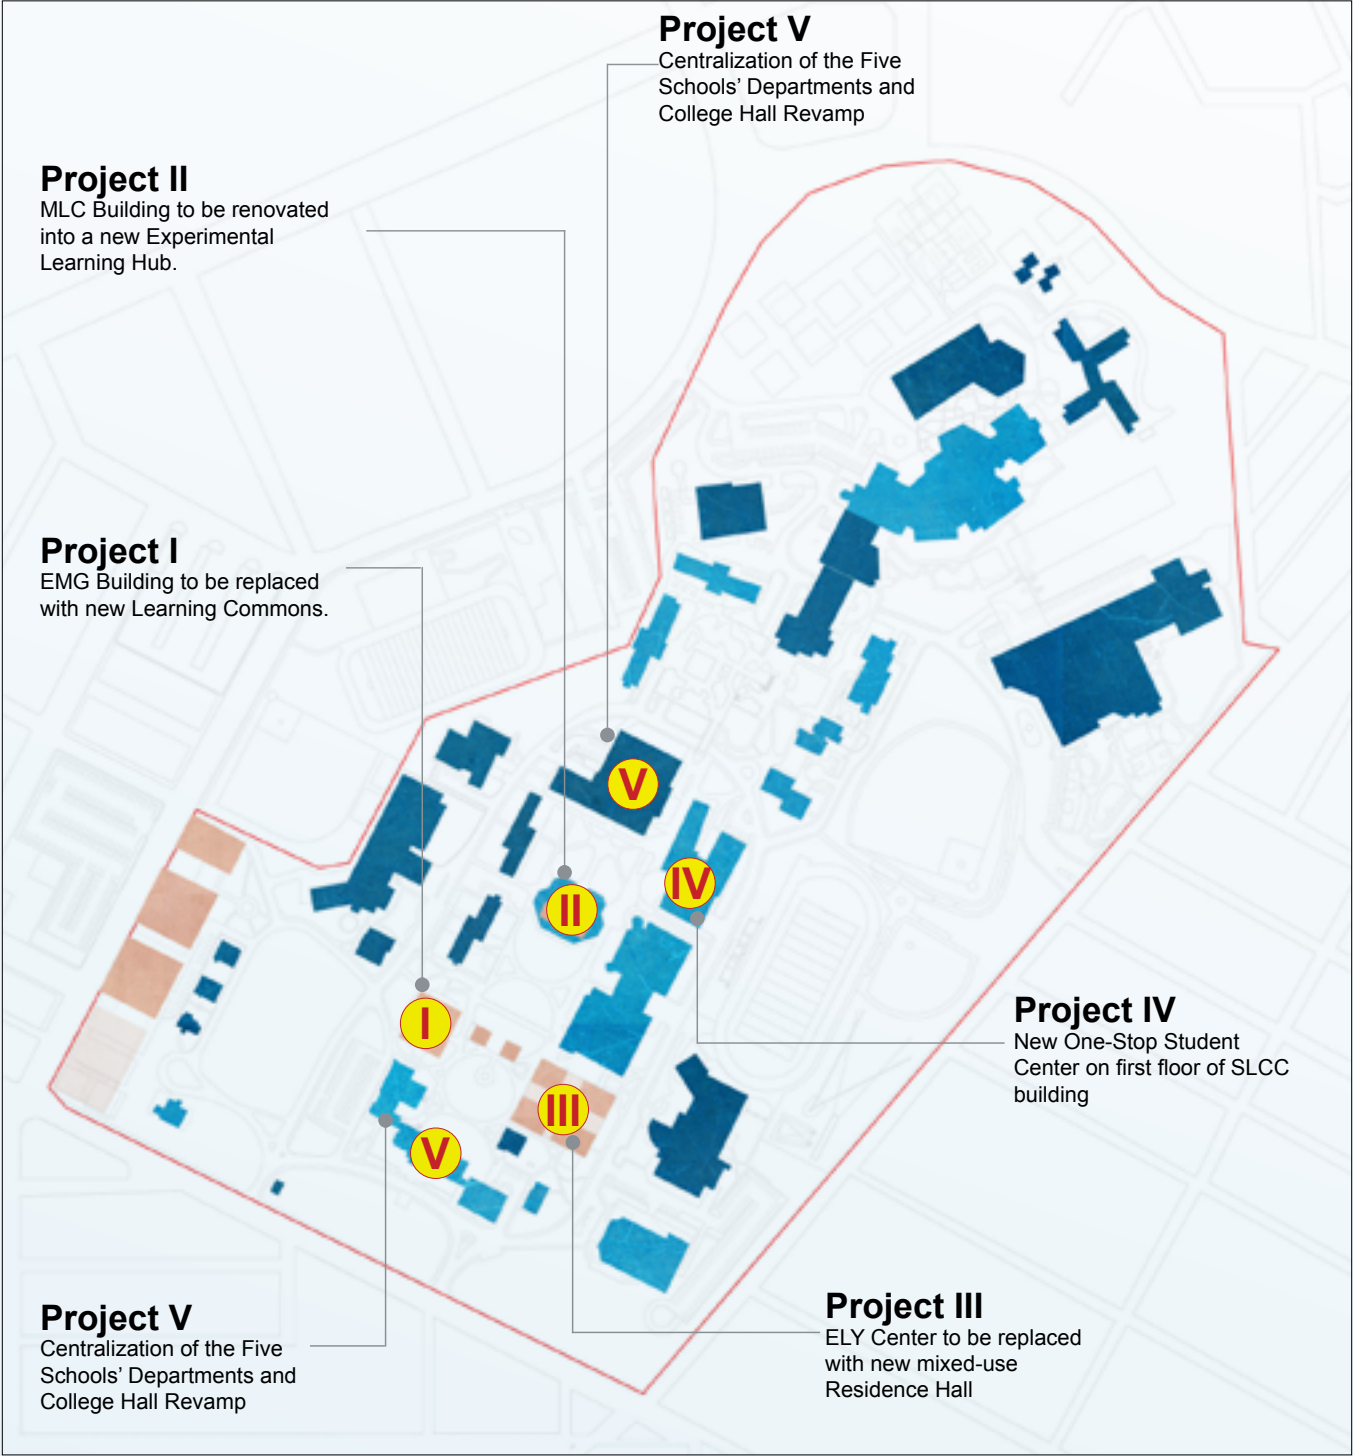 Project V
Centralization of the Five
Schools’ Departments and
College Hall Revamp
Project II
MLC Building to be renovated
into a new Experimental
Learning Hub.
Project I
EMG Building to be replaced
with new Learning Commons.
V
IV
II
I
III
V
Project IV
New One-Stop Student
Center on first floor of SLCC
building
Project III
ELY Center to be replaced
with new mixed-use
Residence Hall
Project V
Centralization of the Five
Schools’ Departments and
College Hall Revamp